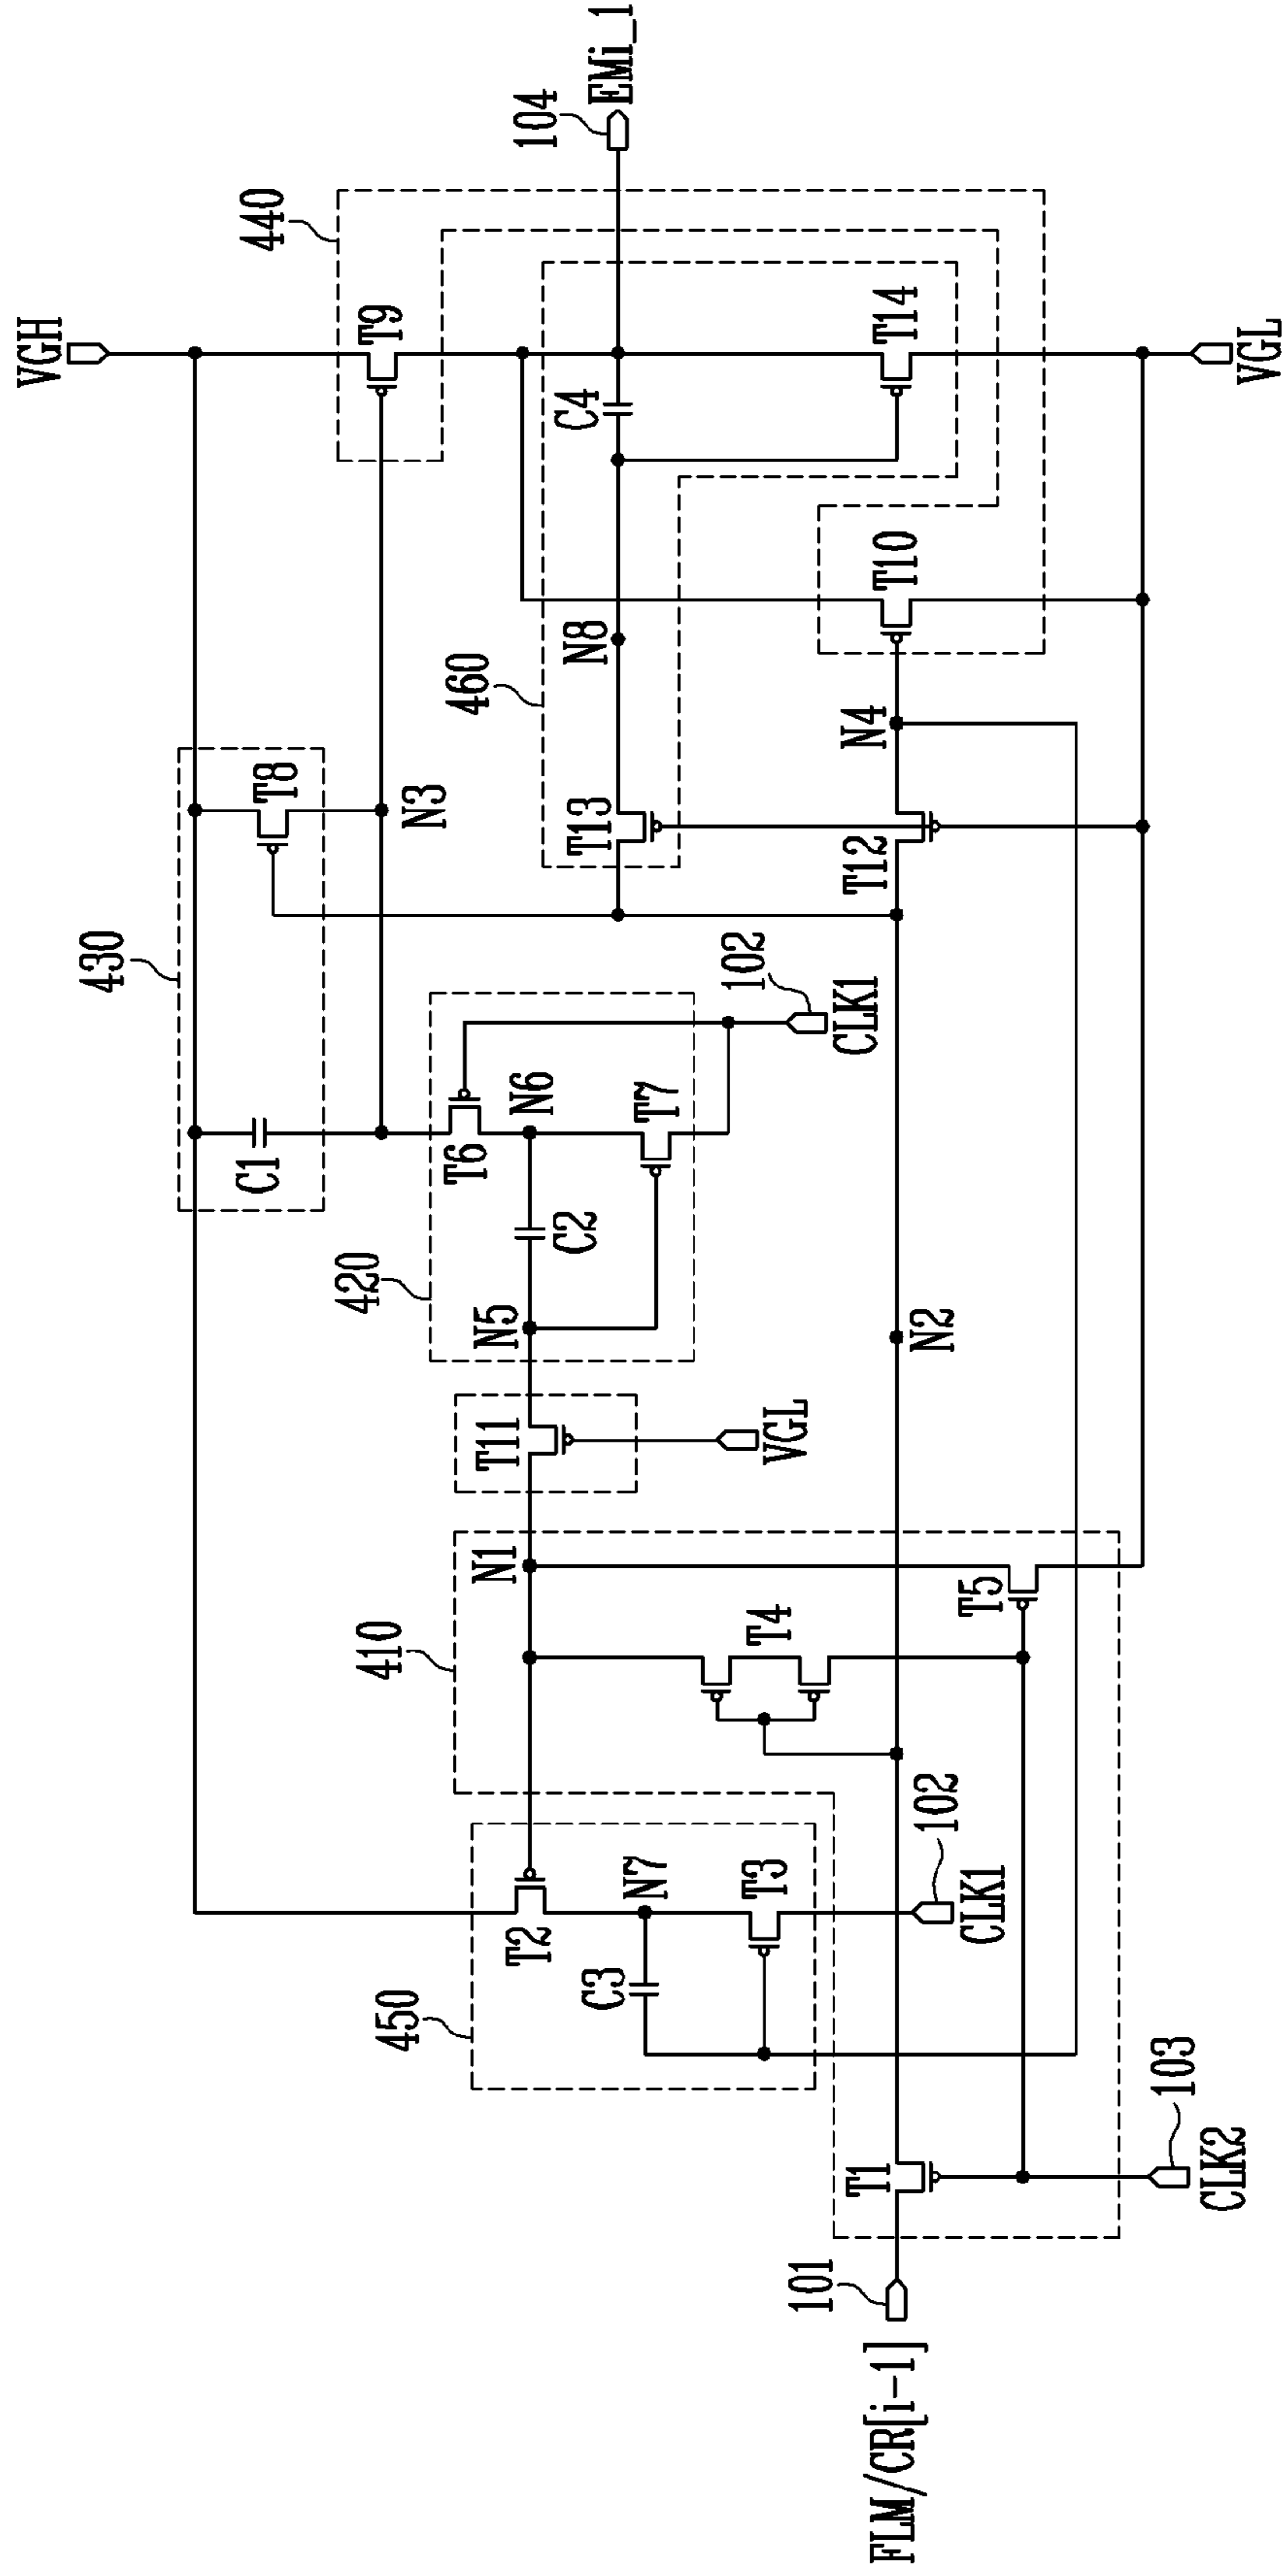 VGH
440
104
EMi_1
T9
430
T8
N3
C1
460
C4
T14
VGL
T13
N8
T10
N4
T12
420
T6
N6
102
CLK1
T7
C2
N5
T11
VGL
N2
410
N1
T4
T5
450
T2
N7
C3
T3
102
CLK1
T1
103
CLK2
101
FLM/CR[i-1]